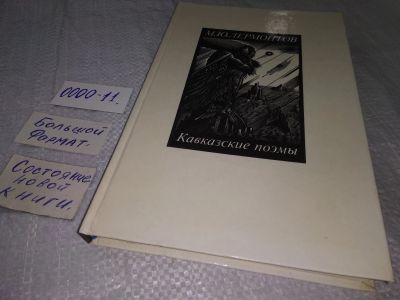 0000-11.
Большой
Формат.
Состояние
новой
книги.
М.Ю.ЛЕРМОНТОВ
Кавказские поэмы